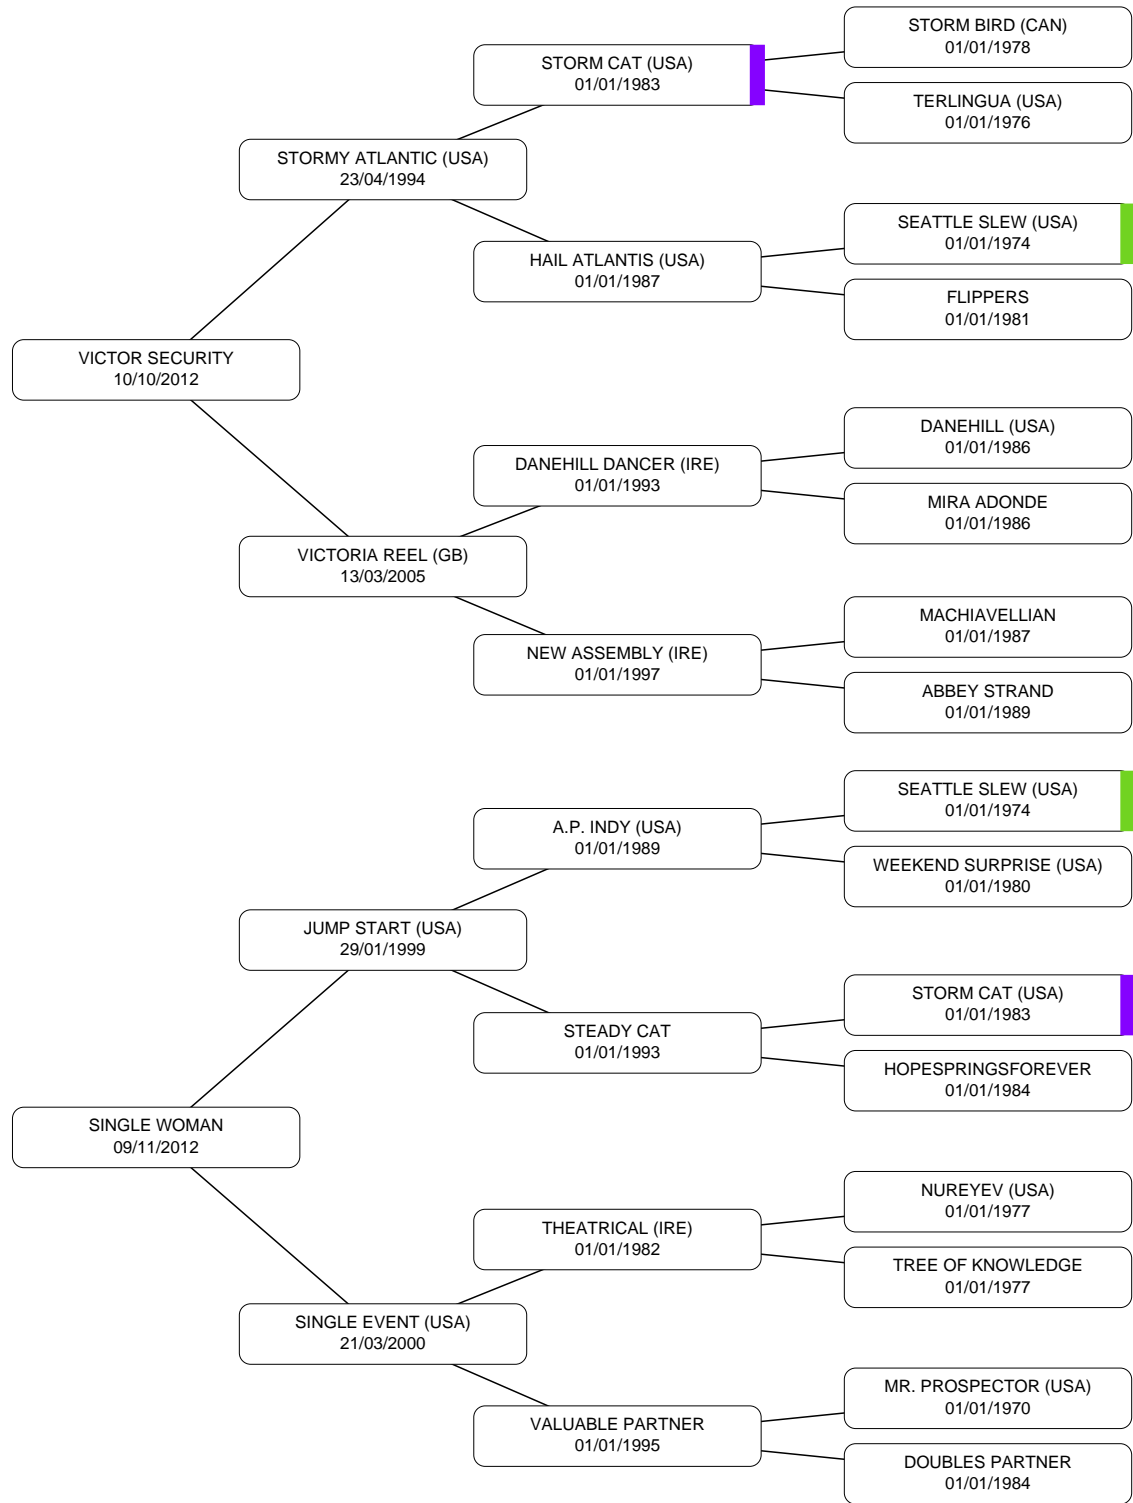 STORM BIRD (CAN)
01/01/1978
STORM CAT (USA)
01/01/1983
TERLINGUA (USA)
01/01/1976
STORMY ATLANTIC (USA)
23/04/1994
SEATTLE SLEW (USA)
01/01/1974
HAIL ATLANTIS (USA)
01/01/1987
FLIPPERS
01/01/1981
VICTOR SECURITY
10/10/2012
DANEHILL (USA)
01/01/1986
DANEHILL DANCER (IRE)
01/01/1993
MIRA ADONDE
01/01/1986
VICTORIA REEL (GB)
13/03/2005
MACHIAVELLIAN
01/01/1987
NEW ASSEMBLY (IRE)
01/01/1997
ABBEY STRAND
01/01/1989
SEATTLE SLEW (USA)
01/01/1974
A.P. INDY (USA)
01/01/1989
WEEKEND SURPRISE (USA)
01/01/1980
JUMP START (USA)
29/01/1999
STORM CAT (USA)
01/01/1983
STEADY CAT
01/01/1993
HOPESPRINGSFOREVER
01/01/1984
SINGLE WOMAN
09/11/2012
NUREYEV (USA)
01/01/1977
THEATRICAL (IRE)
01/01/1982
TREE OF KNOWLEDGE
01/01/1977
SINGLE EVENT (USA)
21/03/2000
MR. PROSPECTOR (USA)
01/01/1970
VALUABLE PARTNER
01/01/1995
DOUBLES PARTNER
01/01/1984